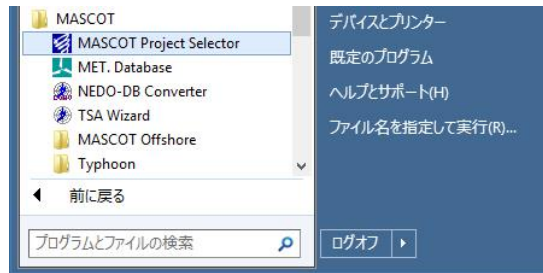 MASCOT
MASCOT Project Selector
MET. Database
NEDO-DB Converter
TSA Wizard
MASCOT Offshore
Typhoon
前に戻る
プログラムとファイルの検索
デバイスとプリンター
既定のプログラム
ヘルプとサポート(H)
ファイル名を指定して実行(R)...
ログオフ